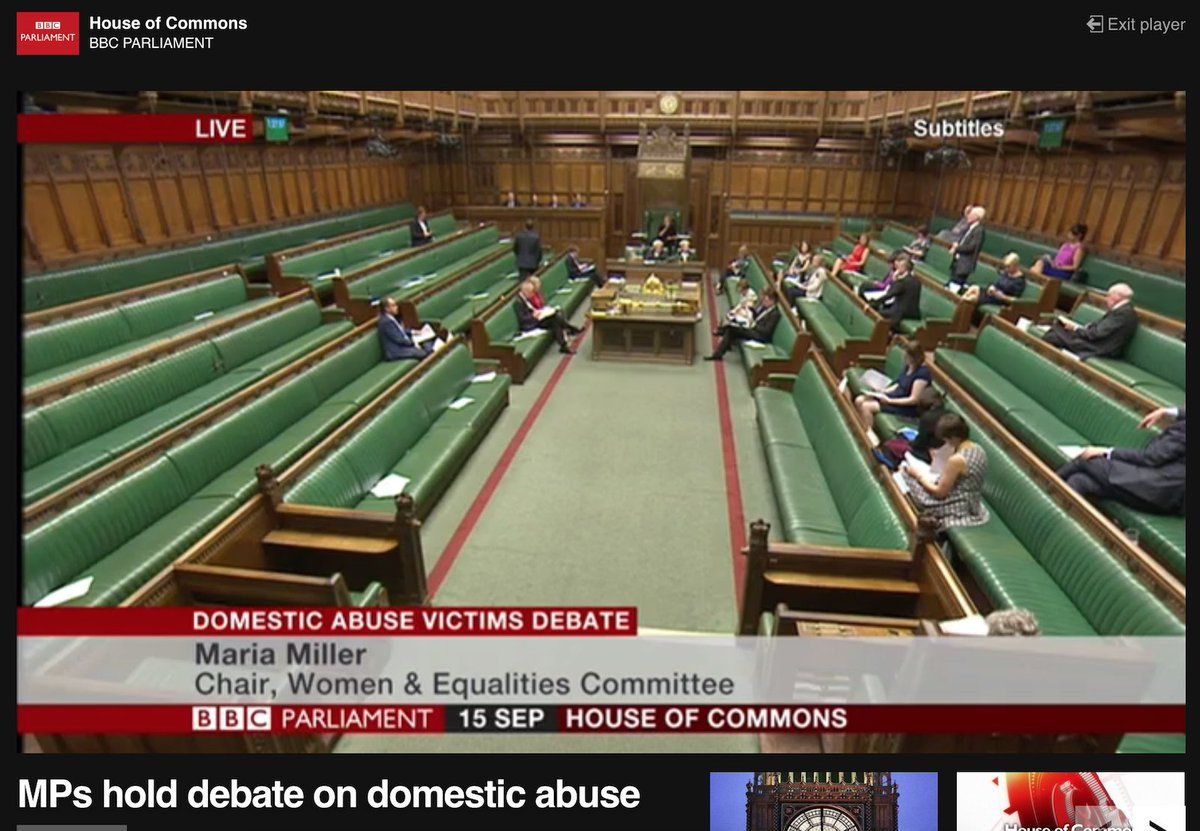 BBC
PARLIAMENT
House of Commons
BBC PARLIAMENT
Exit player
LIVE
Subtitles
DOMESTIC ABUSE VICTIMS DEBATE
Maria Miller
Chair, Women & Equalities Committee
BBC PARLIAMENT 15 SEP HOUSE OF COMMONS
MPs hold debate on domestic abuse
House of Comm